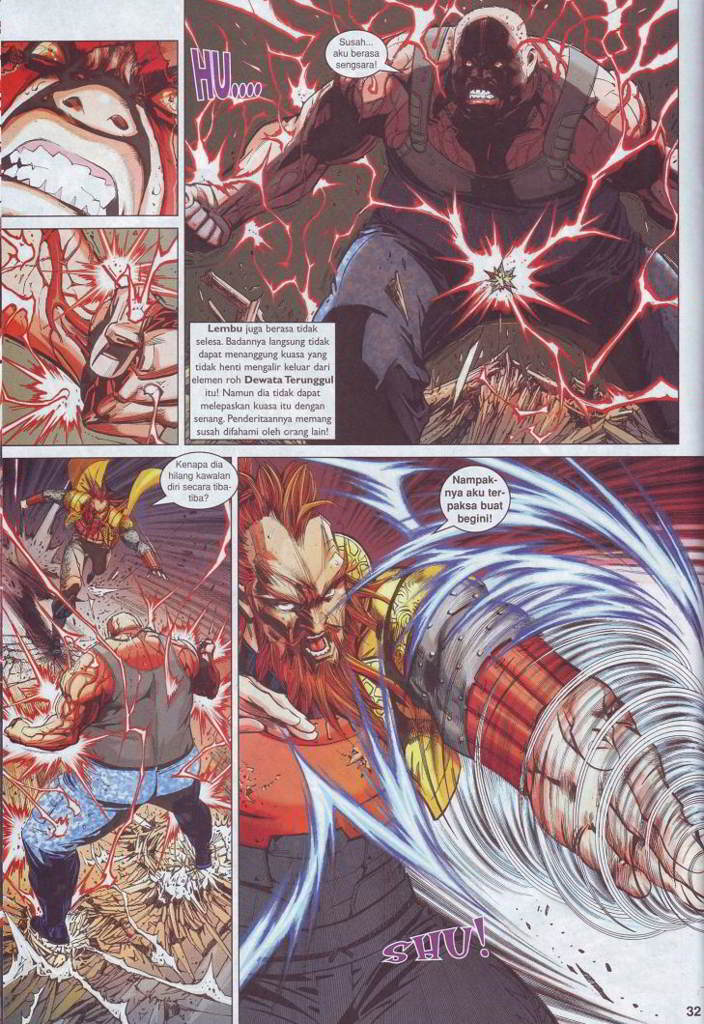 HU....
Susah...
aku berasa
sengsara!
Lembu juga berasa tidak
selesa. Badannya langsung tidak
dapat menanggung kuasa yang
tidak henti mengalir keluar dari
elemen roh Dewata Terunggul
itu! Namun dia tidak dapat
melepaskan kuasa itu dengan
senang. Penderitaannya memang
susah difahami oleh orang lain!
Kenapa dia
hilang kawalan
diri secara tiba-
tiba?
Nampak-
nya aku ter-
paksa buat
begini!
SHU!
32